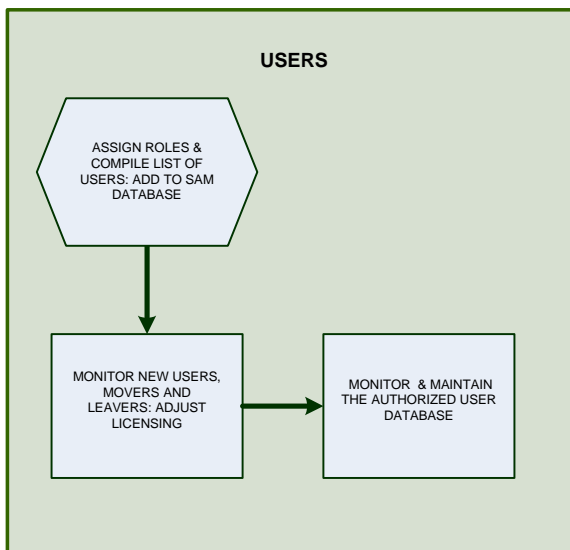 USERS
ASSIGN ROLES &
COMPILE LIST OF
USERS: ADD TO SAM
DATABASE
MONITOR NEW USERS,
MOVERS AND
LEAVERS: ADJUST
LICENSING
MONITOR & MAINTAIN
THE AUTHORIZED USER
DATABASE